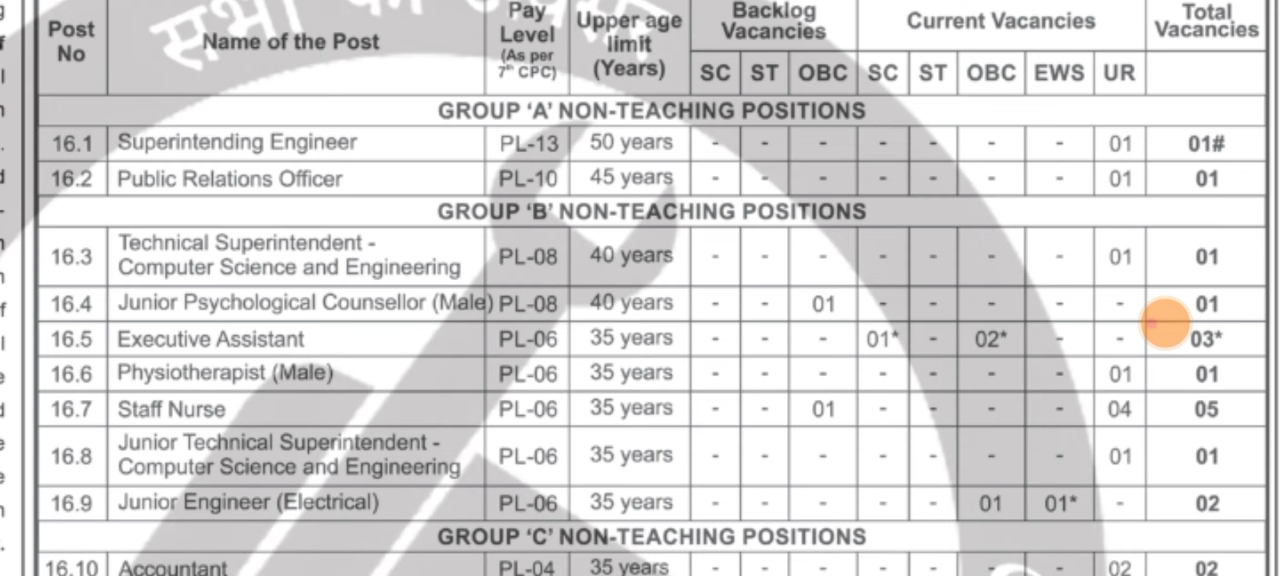 सभी का
Post No | Name of the Post | Pay Level (As per 7th CPC) | Upper age limit (Years) | Backlog Vacancies | Current Vacancies | Total Vacancies
SC | ST | OBC | SC | ST | OBC | EWS | UR
GROUP ‘A’ NON-TEACHING POSITIONS
16.1 | Superintending Engineer | PL-13 | 50 years | - | - | - | - | - | - | - | 01 | 01#
16.2 | Public Relations Officer | PL-10 | 45 years | - | - | - | - | - | - | - | 01 | 01
GROUP ‘B’ NON-TEACHING POSITIONS
16.3 | Technical Superintendent - Computer Science and Engineering | PL-08 | 40 years | - | - | - | - | - | - | - | 01 | 01
16.4 | Junior Psychological Counsellor (Male) | PL-08 | 40 years | - | - | 01 | - | - | - | - | - | 01
16.5 | Executive Assistant | PL-06 | 35 years | - | - | - | 01* | - | 02* | - | - | 03*
16.6 | Physiotherapist (Male) | PL-06 | 35 years | - | - | - | - | - | - | - | 01 | 01
16.7 | Staff Nurse | PL-06 | 35 years | - | - | 01 | - | - | - | - | 04 | 05
16.8 | Junior Technical Superintendent - Computer Science and Engineering | PL-06 | 35 years | - | - | - | - | - | - | - | 01 | 01
16.9 | Junior Engineer (Electrical) | PL-06 | 35 years | - | - | - | - | - | 01 | 01* | - | 02
GROUP ‘C’ NON-TEACHING POSITIONS
16.10 | Accountant | PL-04 | 35 years | - | - | - | - | - | - | - | 02 | 02